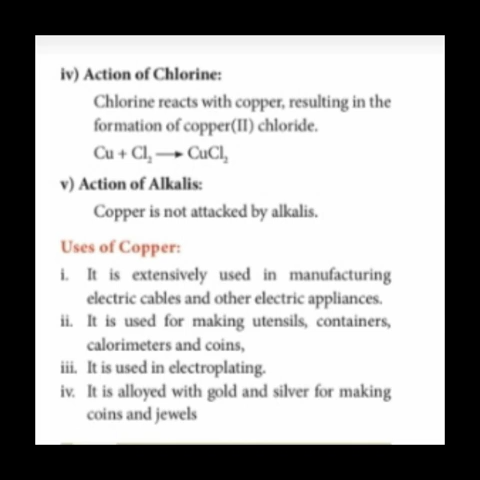 iv) Action of Chlorine:
Chlorine reacts with copper, resulting in the
formation of copper(II) chloride.
Cu + Cl₂ ⟶ CuCl₂
v) Action of Alkalis:
Copper is not attacked by alkalis.
Uses of Copper:
i. It is extensively used in manufacturing
electric cables and other electric appliances.
ii. It is used for making utensils, containers,
calorimeters and coins,
iii. It is used in electroplating.
iv. It is alloyed with gold and silver for making
coins and jewels